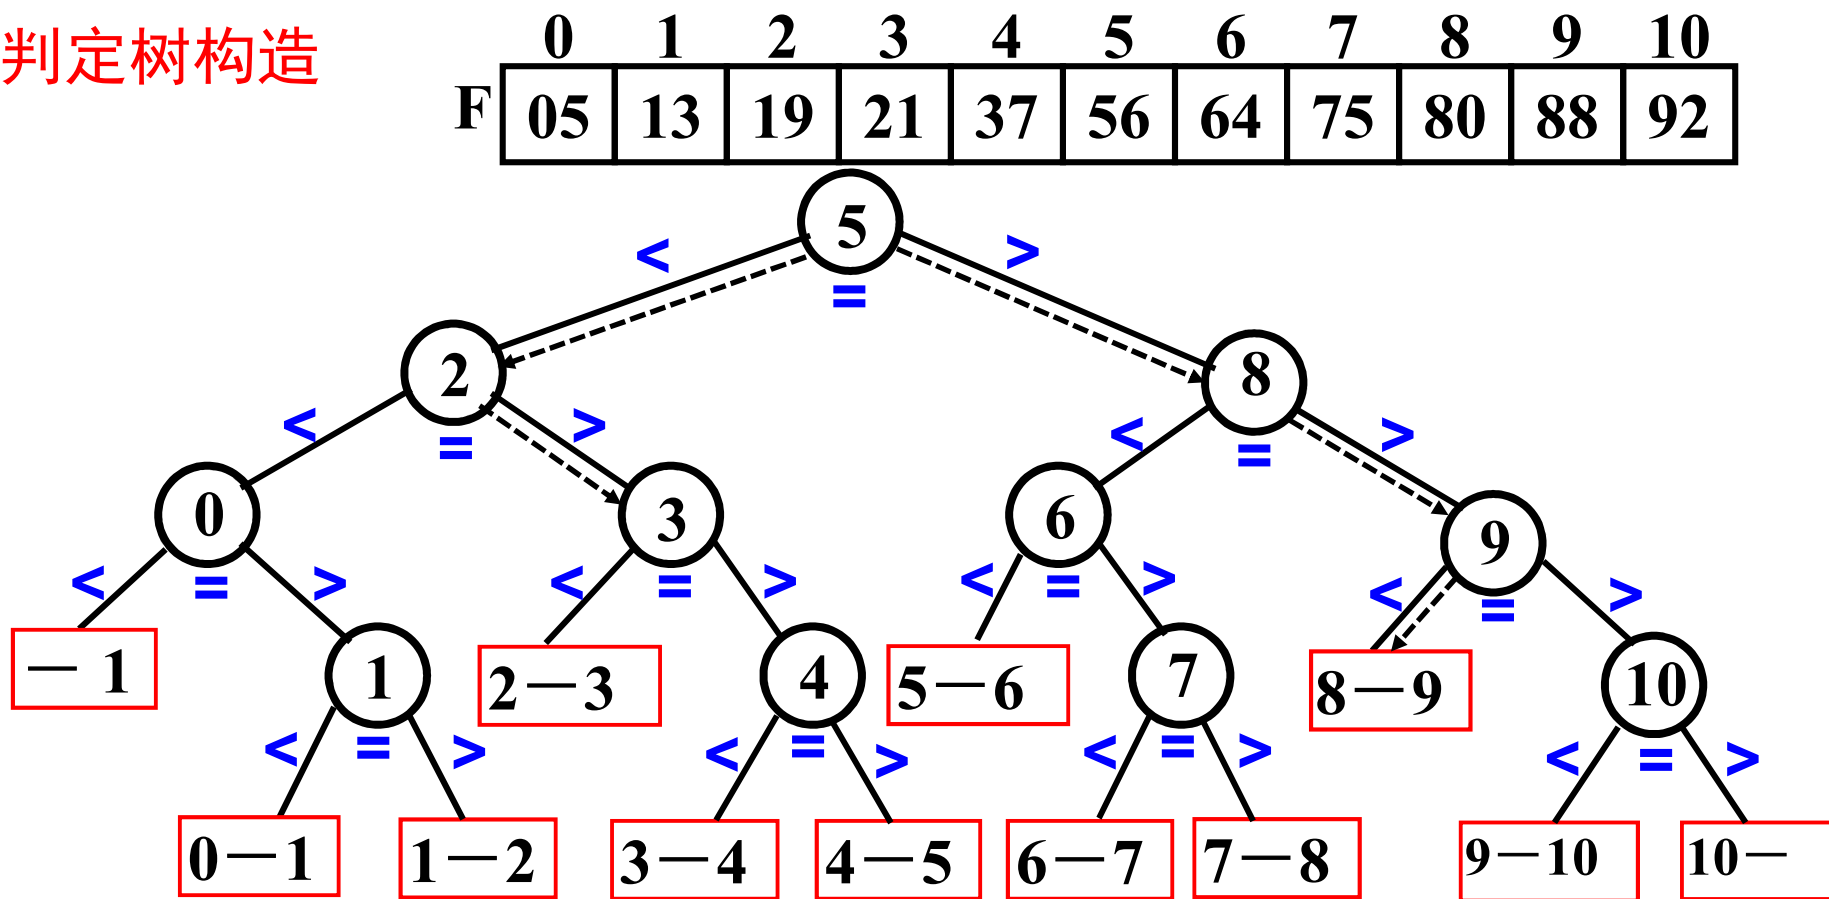 判定树构造
0 1 2 3 4 5 6 7 8 9 10
F 05 13 19 21 37 56 64 75 80 88 92
5
< = >
2 8
< = > < = >
0 3 6 9
< = > < = > < = > < = >
－ 1 1 2－3 4 5－6 7 8－9 10
< = > < = > < = > < = >
0－1 1－2 3－4 4－5 6－7 7－8 9－10 10－